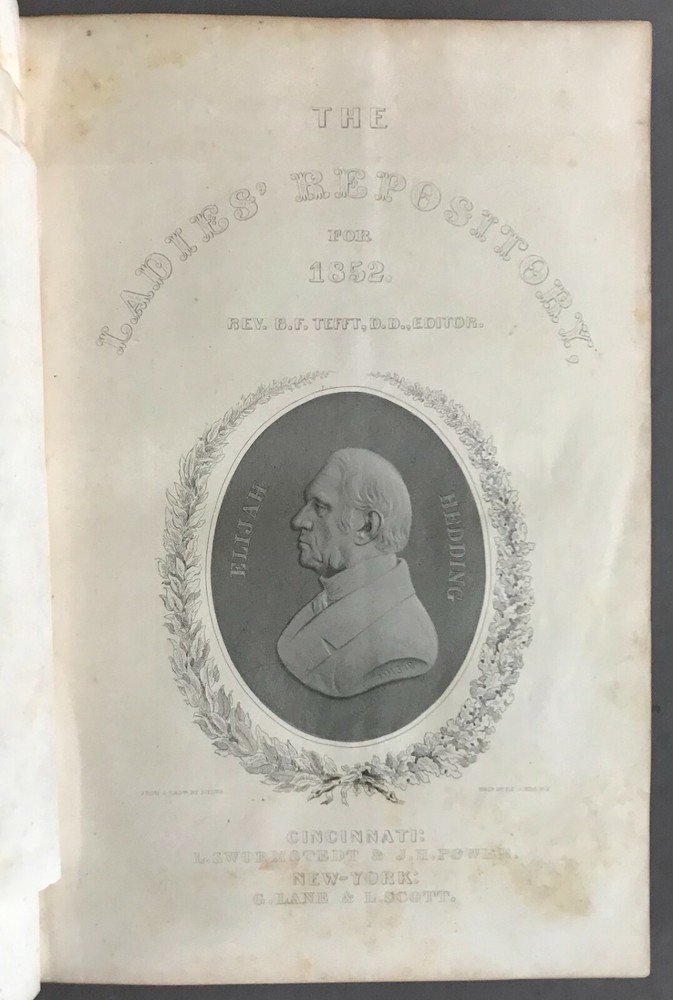 THE
LADIES' REPOSITORY,
FOR
1852.
REV. B.F. TEFFT, D.D., EDITOR.
ELIJAH HEDDING
CINCINNATI:
L. SWORMSTEDT & J. H. POWER.
NEW-YORK:
G. LANE & L. SCOTT.